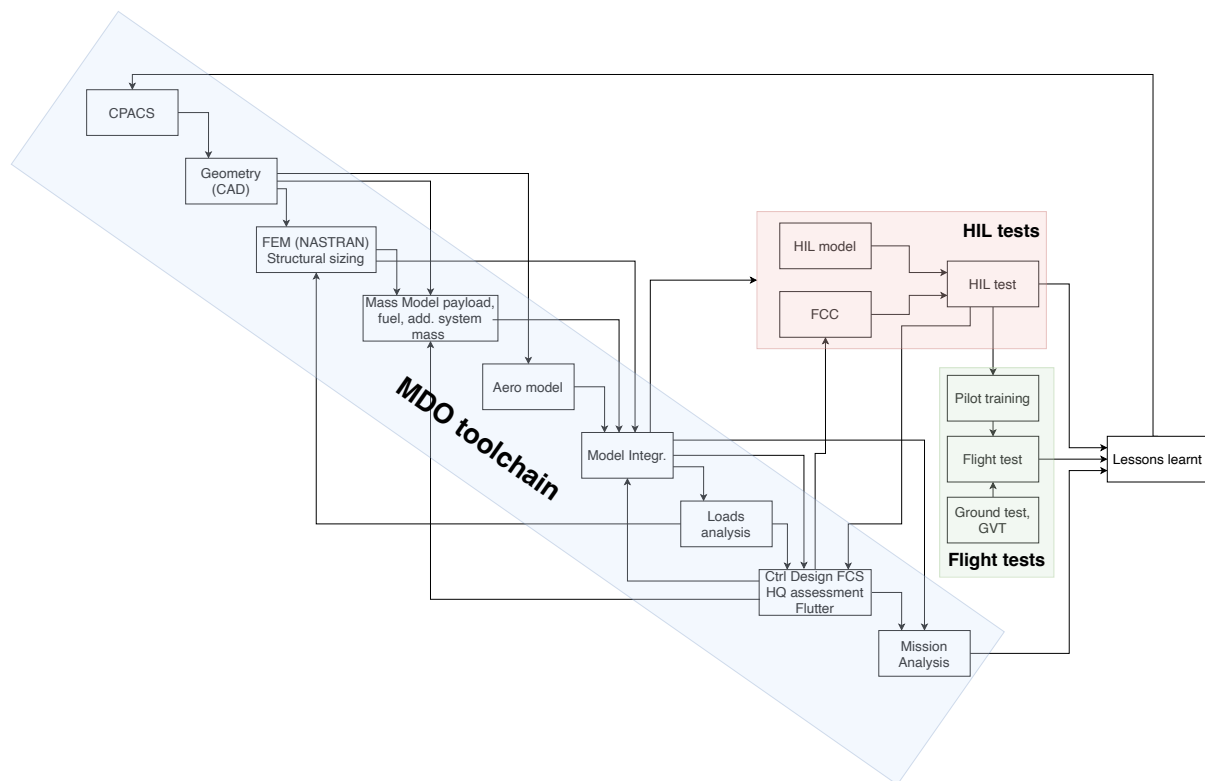 CPACS
Geometry
(CAD)
FEM (NASTRAN)
Structural sizing
Mass Model payload,
fuel, add. system
mass
Aero model
MDO toolchain
Model Integr.
Loads
analysis
Ctrl Design FCS
HQ assessment
Flutter
Mission
Analysis
HIL tests
HIL model
HIL test
FCC
Pilot training
Flight test
Ground test,
GVT
Flight tests
Lessons learnt